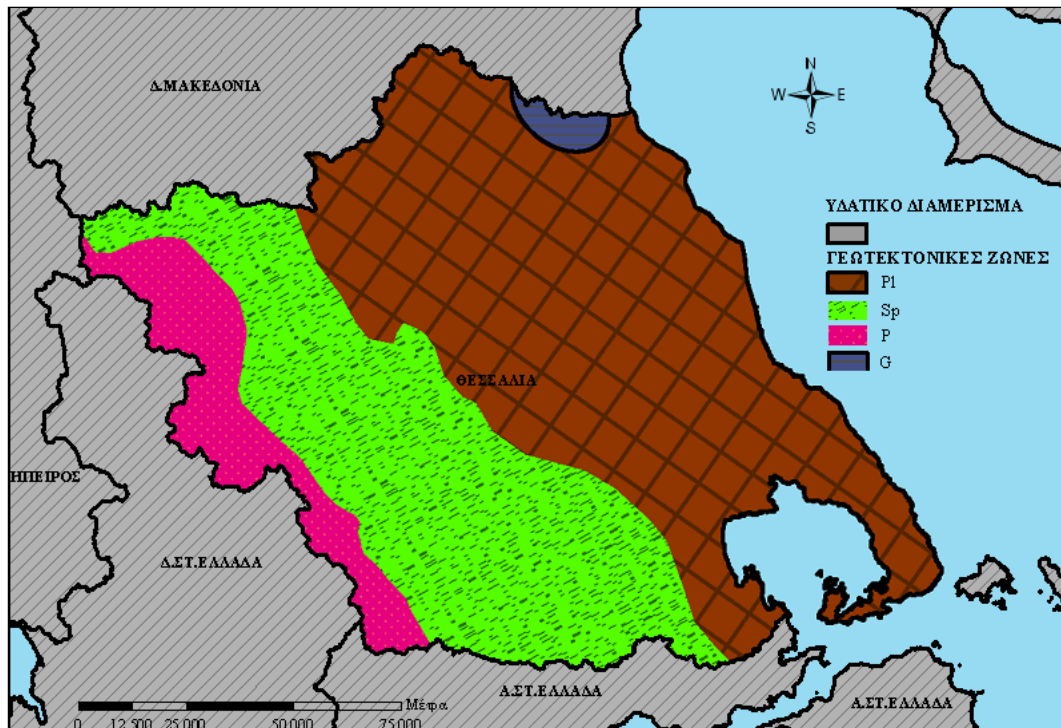 Δ.ΜΑΚΕΔΟΝΙΑ
N
W E
S
ΥΔΑΤΙΚΟ ΔΙΑΜΕΡΙΣΜΑ
ΓΕΩΤΕΚΤΟΝΙΚΕΣ ΖΩΝΕΣ
Pl
Sp
P
G
ΘΕΣΣΑΛΙΑ
ΗΠΕΙΡΟΣ
Δ.ΣΤ.ΕΛΛΑΔΑ
Α.ΣΤ.ΕΛΛΑΔΑ
Α.ΣΤ.ΕΛΛΑΔΑ
Μέτρα
0 12.500 25.000 50.000 75.000